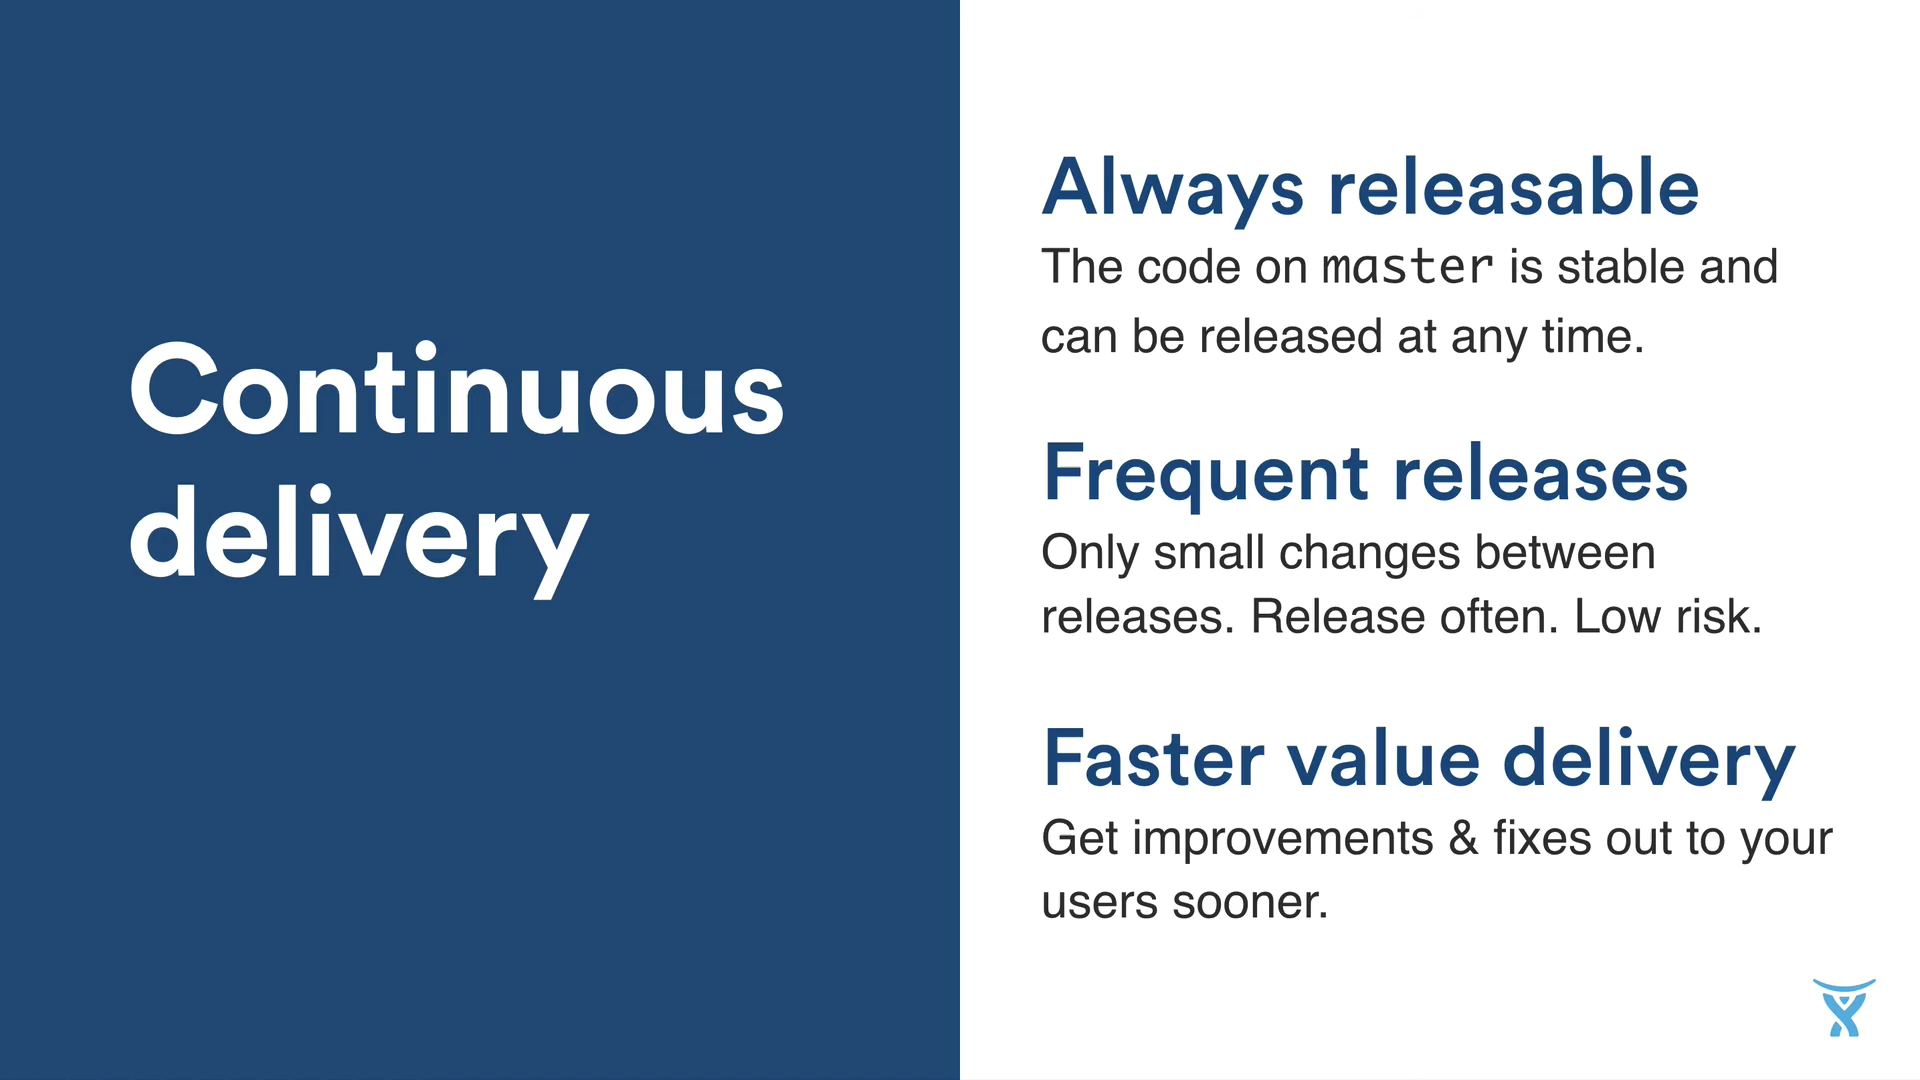 Continuous
delivery
Always releasable
The code on master is stable and
can be released at any time.
Frequent releases
Only small changes between
releases. Release often. Low risk.
Faster value delivery
Get improvements & fixes out to your
users sooner.